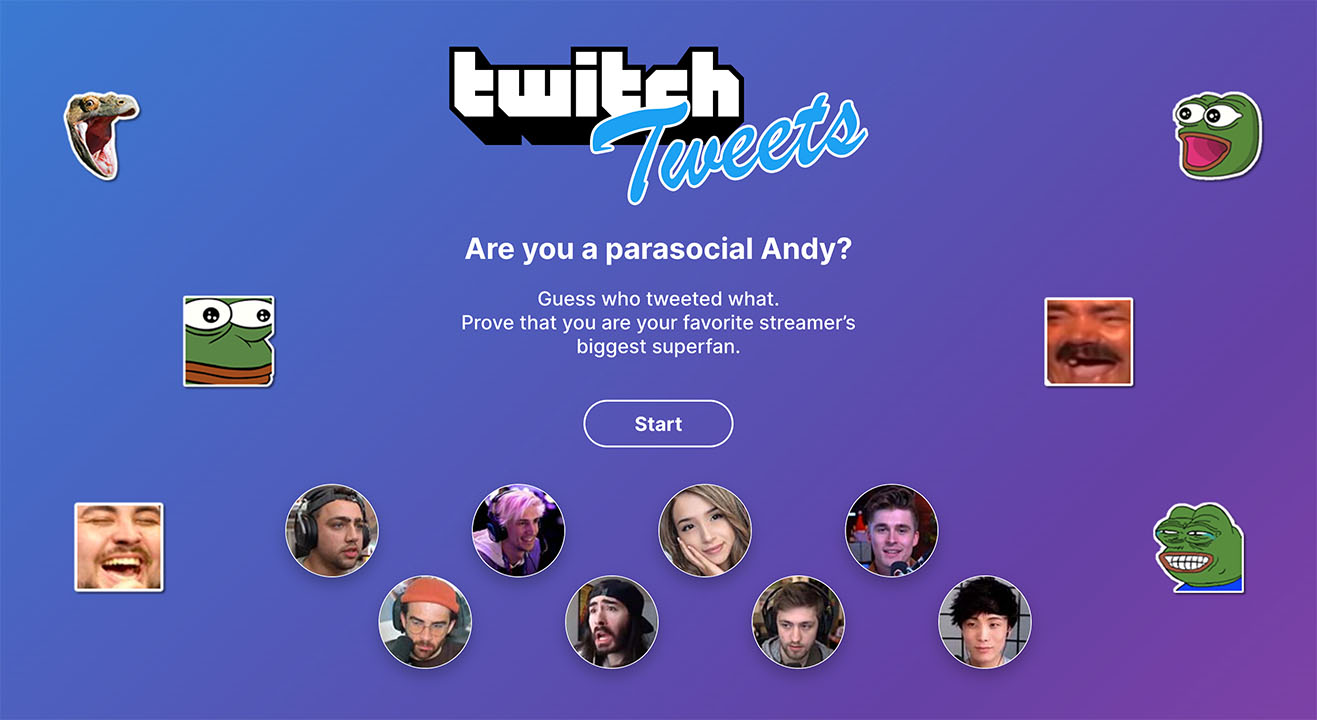 twitch
Tweets
Are you a parasocial Andy?
Guess who tweeted what.
Prove that you are your favorite streamer’s
biggest superfan.
Start